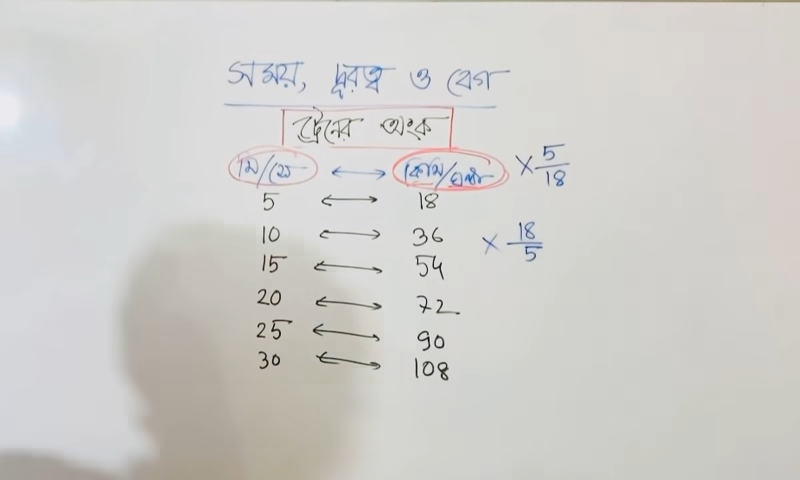 সময়, দূরত্ব ও বেগ
ট্রেনের অংক
মি/সে ↔ কিমি/ঘণ্টা × 5/18
5 ↔ 18
10 ↔ 36 × 18/5
15 ↔ 54
20 ↔ 72
25 ↔ 90
30 ↔ 108